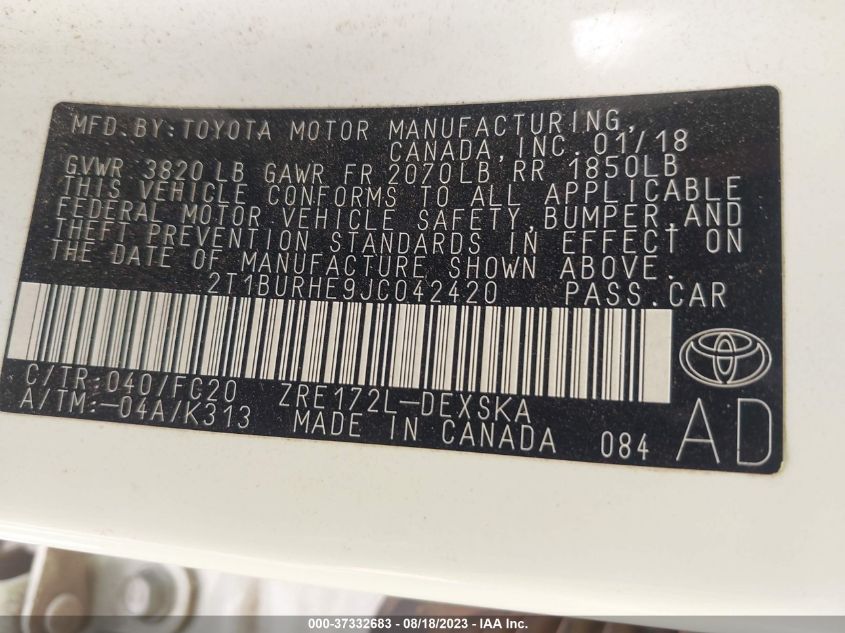 MFD. BY: TOYOTA MOTOR MANUFACTURING,
CANADA, INC. 01/18
GVWR 3820 LB GAWR FR 2070LB RR 1850LB
THIS VEHICLE CONFORMS TO ALL APPLICABLE
FEDERAL MOTOR VEHICLE SAFETY, BUMPER, AND
THEFT PREVENTION STANDARDS IN EFFECT ON
THE DATE OF MANUFACTURE SHOWN ABOVE.
2T1BURHE9JC042420 PASS. CAR
C/TR 040/FC20 ZRE172L-DEXSKA
A/TM -04A/K313 MADE IN CANADA 084 AD
000-37332683 / 08/18/2023 - IAA Inc.